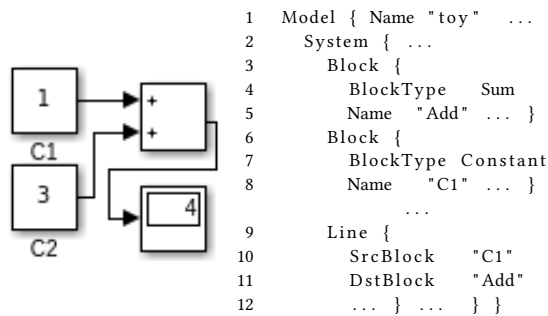 1
C1
3
C2
+
+
4
1 Model { Name "toy" ...
2 System { ...
3 Block {
4 BlockType Sum
5 Name "Add" ... }
6 Block {
7 BlockType Constant
8 Name "C1" ... }
...
9 Line {
10 SrcBlock "C1"
11 DstBlock "Add"
12 ... } ... } }